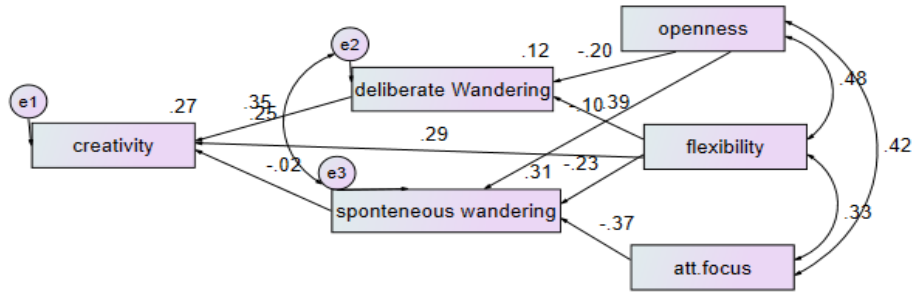 openness
e2
.12
-.20
deliberate Wandering
.48
e1
.27
.35
.25
-.10
.39
creativity
.29
flexibility
.42
-.02
e3
.31
-.23
sponteneous wandering
-.37
.33
att.focus